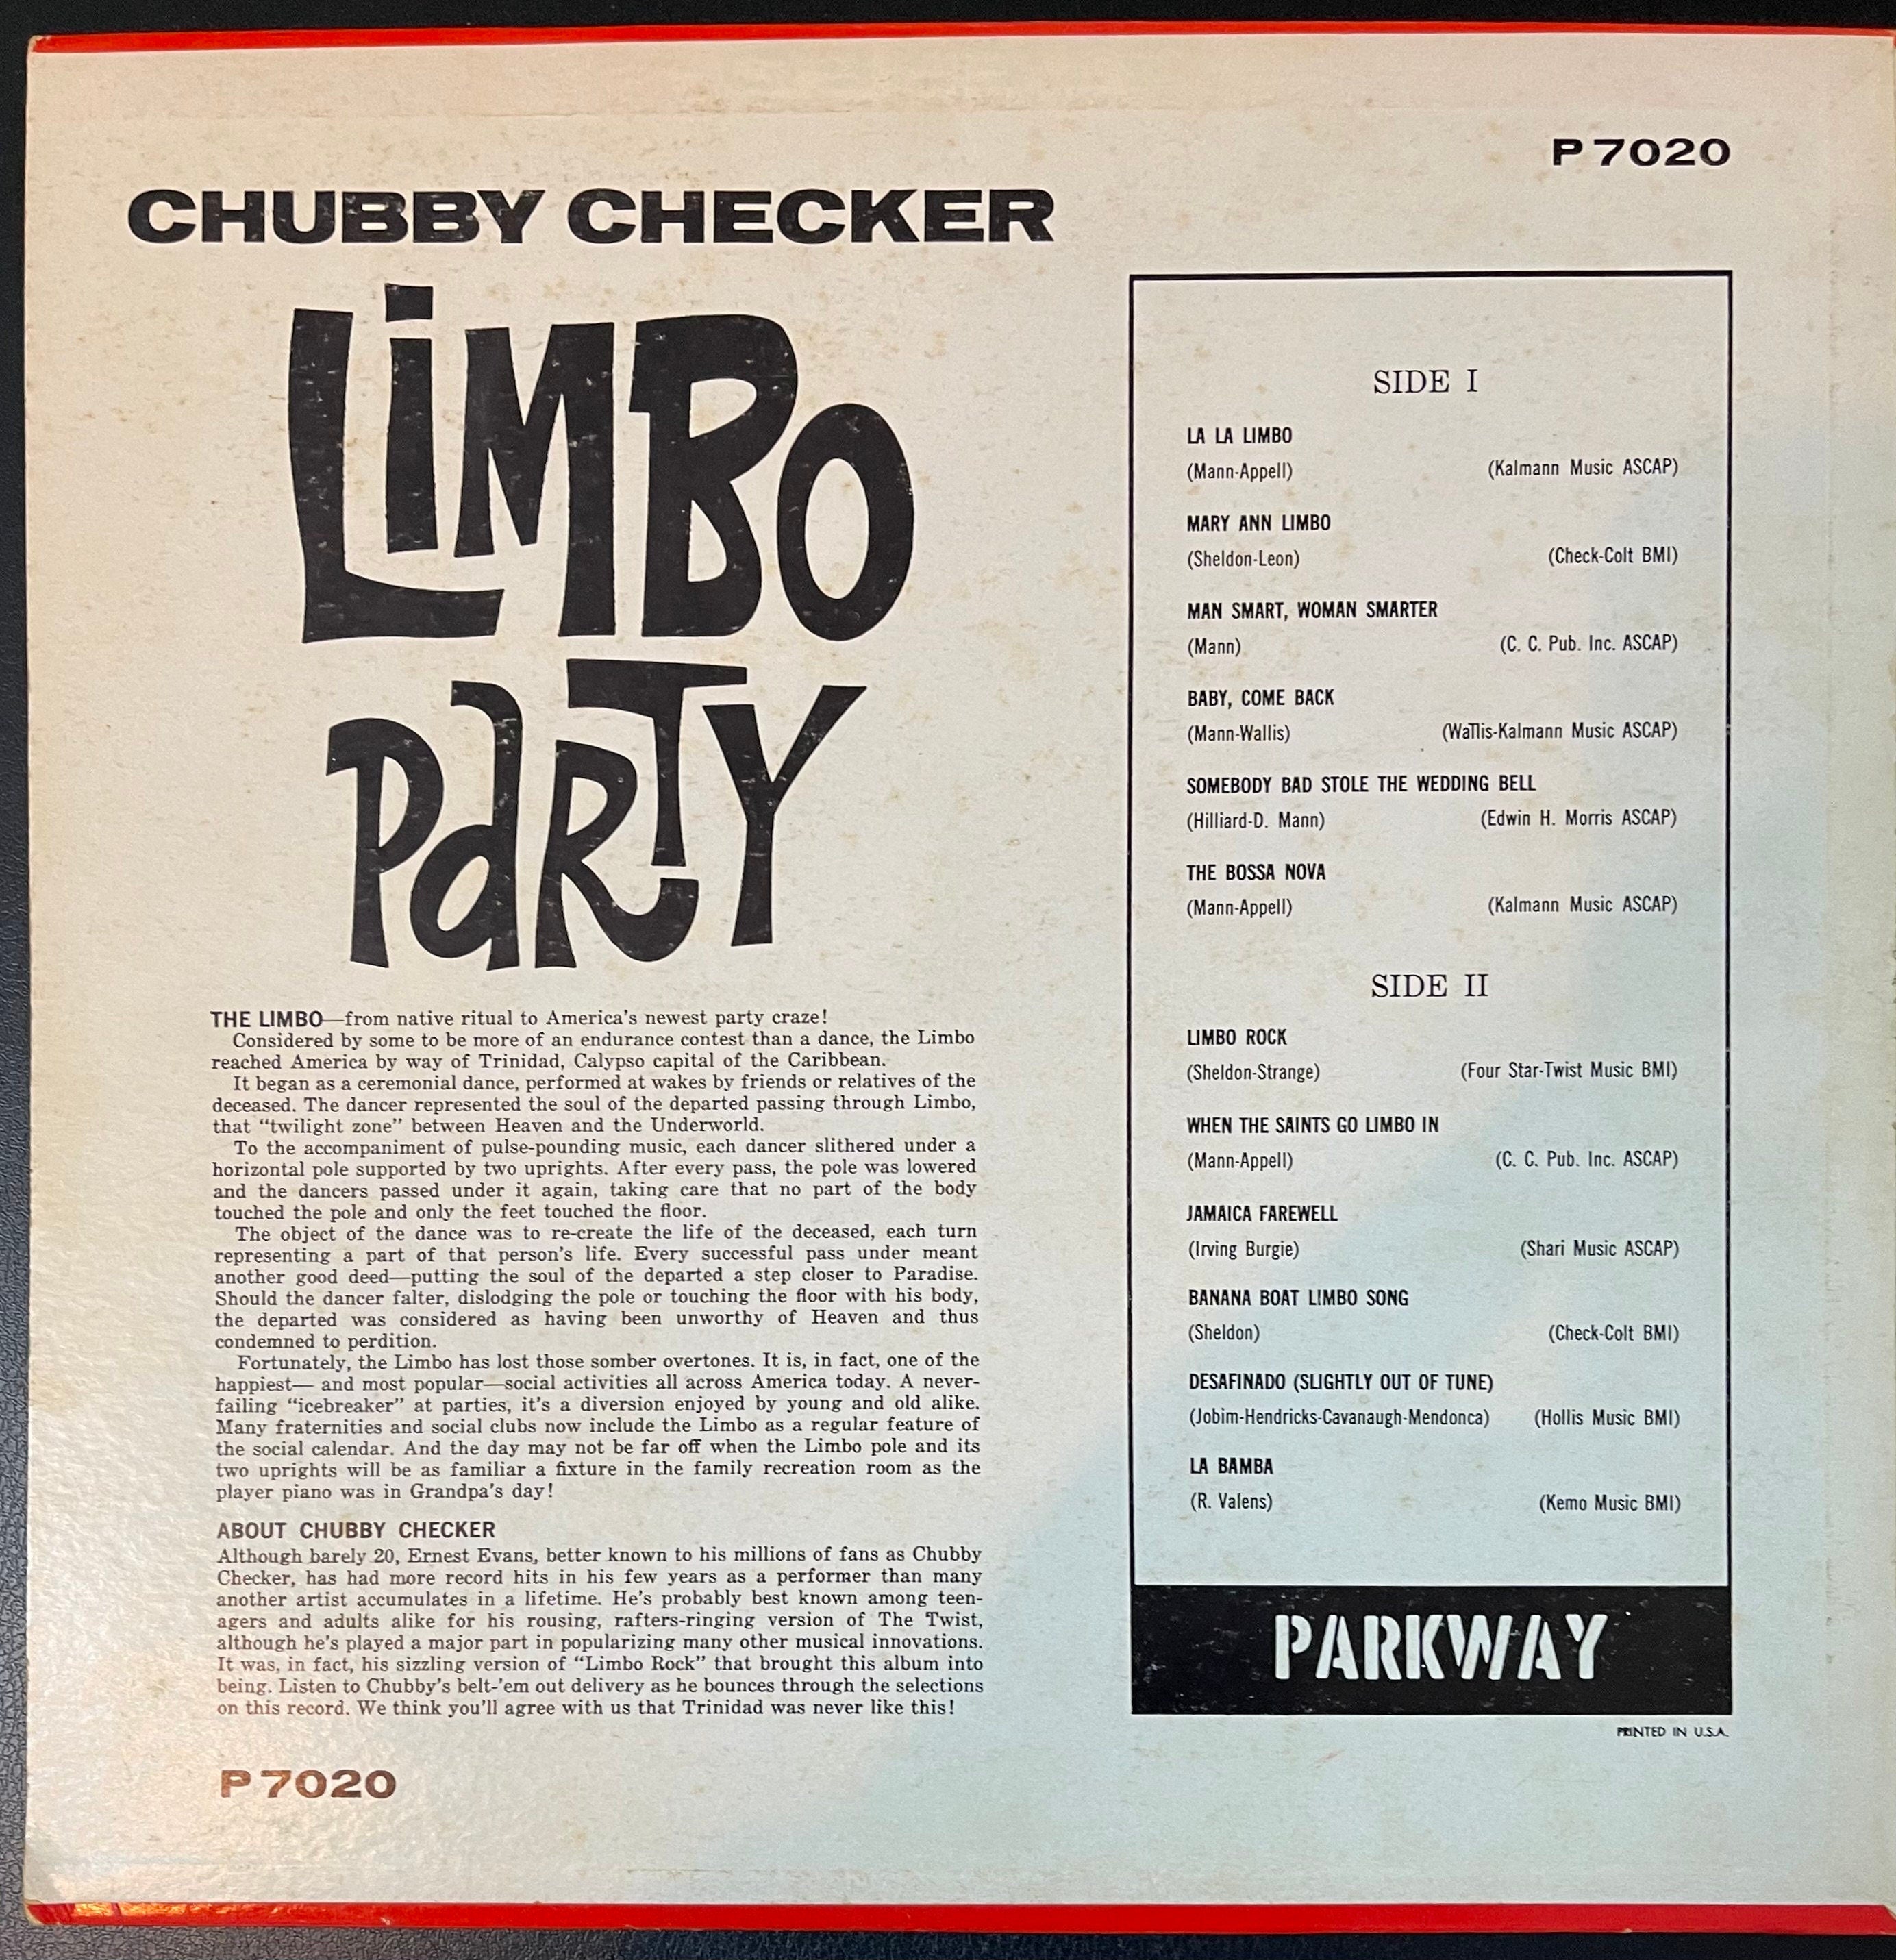 P 7020
CHUBBY CHECKER
LiMBO
PaRTY
THE LIMBO—from native ritual to America's newest party craze!
Considered by some to be more of an endurance contest than a dance, the Limbo
reached America by way of Trinidad, Calypso capital of the Caribbean.
It began as a ceremonial dance, performed at wakes by friends or relatives of the
deceased. The dancer represented the soul of the departed passing through Limbo,
that "twilight zone" between Heaven and the Underworld.
To the accompaniment of pulse-pounding music, each dancer slithered under a
horizontal pole supported by two uprights. After every pass, the pole was lowered
and the dancers passed under it again, taking care that no part of the body
touched the pole and only the feet touched the floor.
The object of the dance was to re-create the life of the deceased, each turn
representing a part of that person's life. Every successful pass under meant
another good deed—putting the soul of the departed a step closer to Paradise.
Should the dancer falter, dislodging the pole or touching the floor with his body,
the departed was considered as having been unworthy of Heaven and thus
condemned to perdition.
Fortunately, the Limbo has lost those somber overtones. It is, in fact, one of the
happiest— and most popular—social activities all across America today. A never-
failing "icebreaker" at parties, it's a diversion enjoyed by young and old alike.
Many fraternities and social clubs now include the Limbo as a regular feature of
the social calendar. And the day may not be far off when the Limbo pole and its
two uprights will be as familiar a fixture in the family recreation room as the
player piano was in Grandpa's day!
ABOUT CHUBBY CHECKER
Although barely 20, Ernest Evans, better known to his millions of fans as Chubby
Checker, has had more record hits in his few years as a performer than many
another artist accumulates in a lifetime. He's probably best known among teen-
agers and adults alike for his rousing, rafters-ringing version of The Twist,
although he's played a major part in popularizing many other musical innovations.
It was, in fact, his sizzling version of "Limbo Rock" that brought this album into
being. Listen to Chubby's belt-'em out delivery as he bounces through the selections
on this record. We think you'll agree with us that Trinidad was never like this!
P 7020
SIDE I
LA LA LIMBO
(Mann-Appell) (Kalmann Music ASCAP)
MARY ANN LIMBO
(Sheldon-Leon) (Check-Colt BMI)
MAN SMART, WOMAN SMARTER
(Mann) (C. C. Pub. Inc. ASCAP)
BABY, COME BACK
(Mann-Wallis) (Wallis-Kalmann Music ASCAP)
SOMEBODY BAD STOLE THE WEDDING BELL
(Hilliard-D. Mann) (Edwin H. Morris ASCAP)
THE BOSSA NOVA
(Mann-Appell) (Kalmann Music ASCAP)
SIDE II
LIMBO ROCK
(Sheldon-Strange) (Four Star-Twist Music BMI)
WHEN THE SAINTS GO LIMBO IN
(Mann-Appell) (C. C. Pub. Inc. ASCAP)
JAMAICA FAREWELL
(Irving Burgie) (Shari Music ASCAP)
BANANA BOAT LIMBO SONG
(Sheldon) (Check-Colt BMI)
DESAFINADO (SLIGHTLY OUT OF TUNE)
(Jobim-Hendricks-Cavanaugh-Mendonca) (Hollis Music BMI)
LA BAMBA
(R. Valens) (Kemo Music BMI)
PARKWAY
PRINTED IN U.S.A.